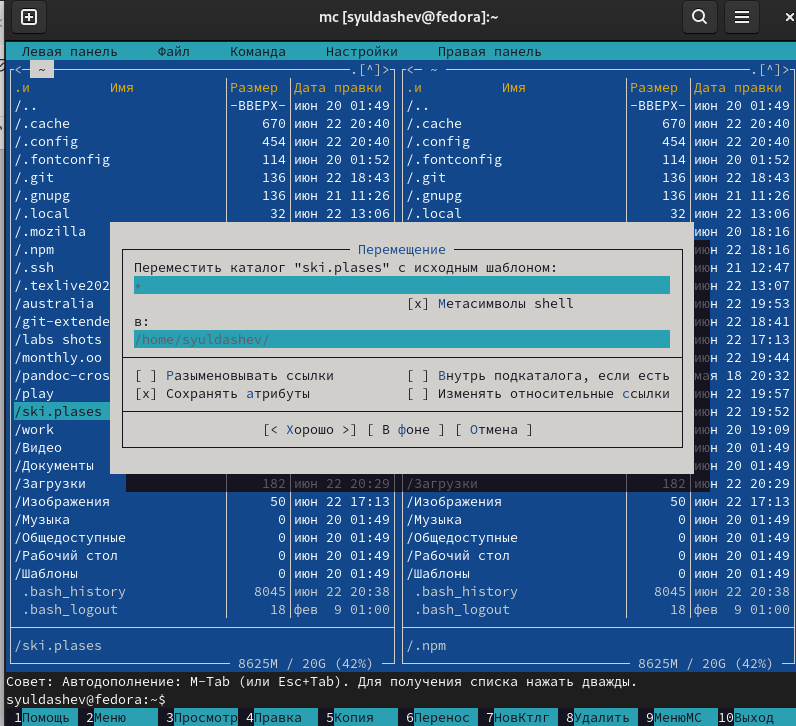 mc [syuldashev@fedora]:~
Левая панель Файл Команда Настройки Правая панель
<─ ~ .[^]> <─ ~ .[^]>
.и Имя Размер Дата правки .и Имя Размер Дата правки
/.. -ВВЕРХ- июн 20 01:49 /.. -ВВЕРХ- июн 20 01:49
/.cache 670 июн 22 20:40 /.cache 670 июн 22 20:40
/.config 454 июн 22 20:40 /.config 454 июн 22 20:40
/.fontconfig 114 июн 20 01:52 /.fontconfig 114 июн 20 01:52
/.git 136 июн 22 18:43 /.git 136 июн 22 18:43
/.gnupg 136 июн 21 11:26 /.gnupg 136 июн 21 11:26
/.local 32 июн 22 13:06 /.local 32 июн 22 13:06
/.mozilla июн 20 18:16
/.npm Перемещение июн 22 18:16
/.ssh Переместить каталог "ski.plases" с исходным шаблоном: июн 21 12:47
/.texlive202 * июн 22 13:07
/australia [x] Метасимволы shell июн 22 19:53
/git-extende в: июн 22 18:41
/labs shots /home/syuldashev/ июн 22 17:13
/monthly.oo июн 22 19:44
/pandoc-cros [ ] Разыменовывать ссылки [ ] Внутрь подкаталога, если есть мая 18 20:32
/play [x] Сохранять атрибуты [ ] Изменять относительные ссылки июн 22 19:57
/ski.plases июн 22 19:52
/work [< Хорошо >] [ В фоне ] [ Отмена ] июн 20 19:09
/Видео июн 20 01:49
/Документы июн 20 01:49
/Загрузки 182 июн 22 20:29 /Загрузки 182 июн 22 20:29
/Изображения 50 июн 22 17:13 /Изображения 50 июн 22 17:13
/Музыка 0 июн 20 01:49 /Музыка 0 июн 20 01:49
/Общедоступные 0 июн 20 01:49 /Общедоступные 0 июн 20 01:49
/Рабочий стол 0 июн 20 01:49 /Рабочий стол 0 июн 20 01:49
/Шаблоны 0 июн 20 01:49 /Шаблоны 0 июн 20 01:49
.bash_history 8045 июн 22 20:38 .bash_history 8045 июн 22 20:38
.bash_logout 18 фев 9 01:00 .bash_logout 18 фев 9 01:00
/ski.plases /.npm
8625M / 20G (42%) 8625M / 20G (42%)
Совет: Автодополнение: M-Tab (или Esc+Tab). Для получения списка нажать дважды.
syuldashev@fedora:~$
1Помощь 2Меню 3Просмотр 4Правка 5Копия 6Перенос 7НовКтлг 8Удалить 9МенюМС 10Выход